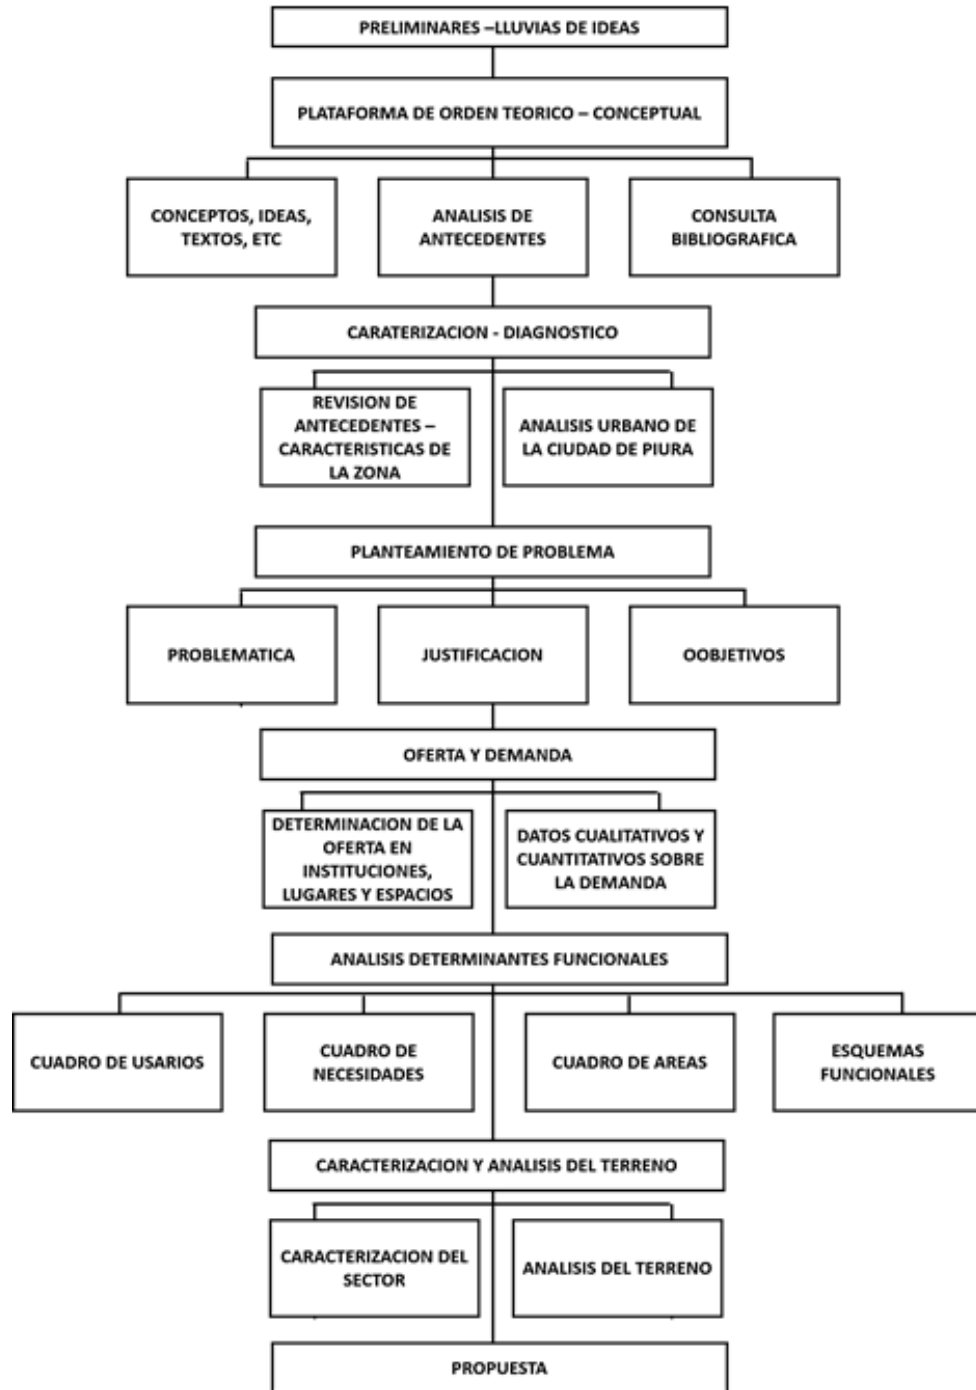 PRELIMINARES –LLUVIAS DE IDEAS
PLATAFORMA DE ORDEN TEORICO – CONCEPTUAL
CONCEPTOS, IDEAS,
TEXTOS, ETC
ANALISIS DE
ANTECEDENTES
CONSULTA
BIBLIOGRAFICA
CARATERIZACION - DIAGNOSTICO
REVISION DE
ANTECEDENTES –
CARACTERISTICAS DE
LA ZONA
ANALISIS URBANO DE
LA CIUDAD DE PIURA
PLANTEAMIENTO DE PROBLEMA
PROBLEMATICA
JUSTIFICACION
OOBJETIVOS
OFERTA Y DEMANDA
DETERMINACION DE LA
OFERTA EN
INSTITUCIONES,
LUGARES Y ESPACIOS
DATOS CUALITATIVOS Y
CUANTITATIVOS SOBRE
LA DEMANDA
ANALISIS DETERMINANTES FUNCIONALES
CUADRO DE USARIOS
CUADRO DE
NECESIDADES
CUADRO DE AREAS
ESQUEMAS
FUNCIONALES
CARACTERIZACION Y ANALISIS DEL TERRENO
CARACTERIZACION DEL
SECTOR
ANALISIS DEL TERRENO
PROPUESTA